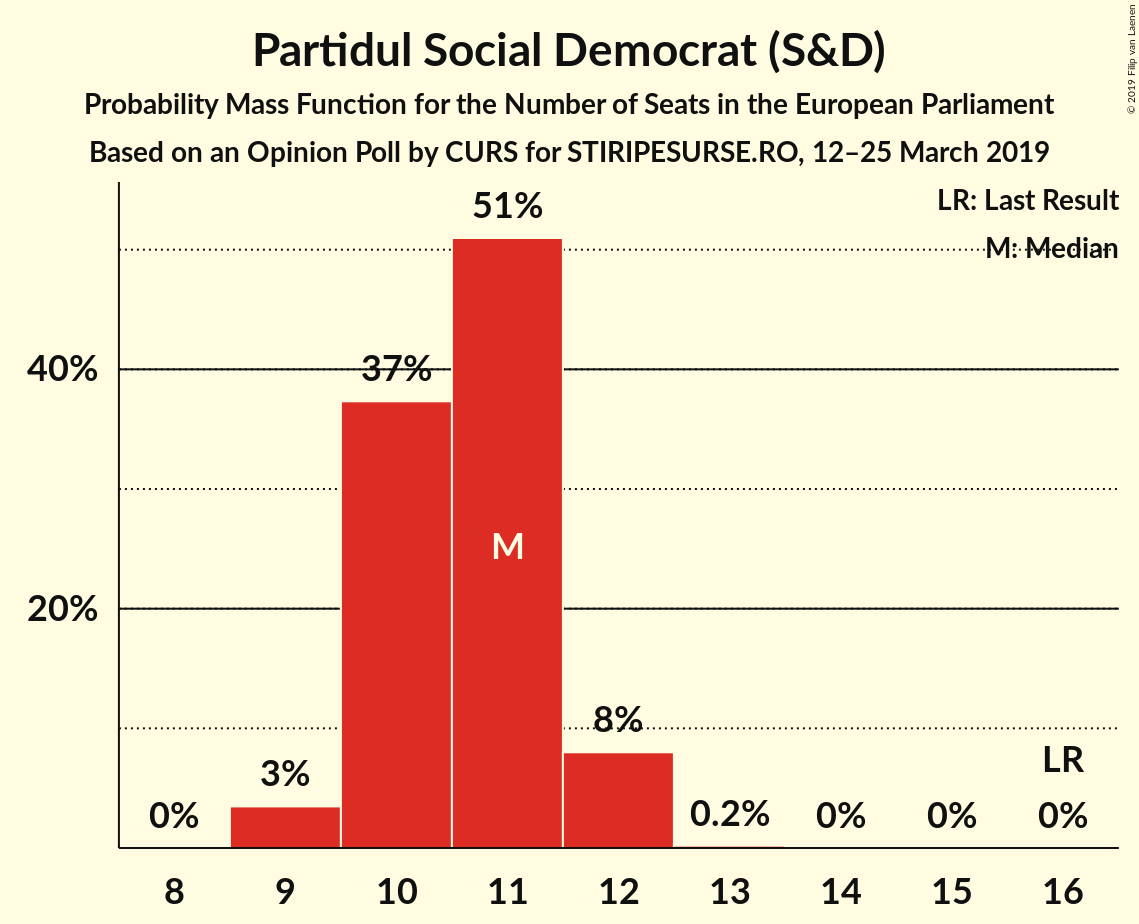 Partidul Social Democrat (S&D)
Probability Mass Function for the Number of Seats in the European Parliament
Based on an Opinion Poll by CURS for STIRIPESURSE.RO, 12–25 March 2019
© 2019 Filip van Laenen
LR: Last Result
M: Median
51%
40%
37%
M
20%
8%
3%
LR
0%
0.2%
0%
0%
0%
8 9 10 11 12 13 14 15 16